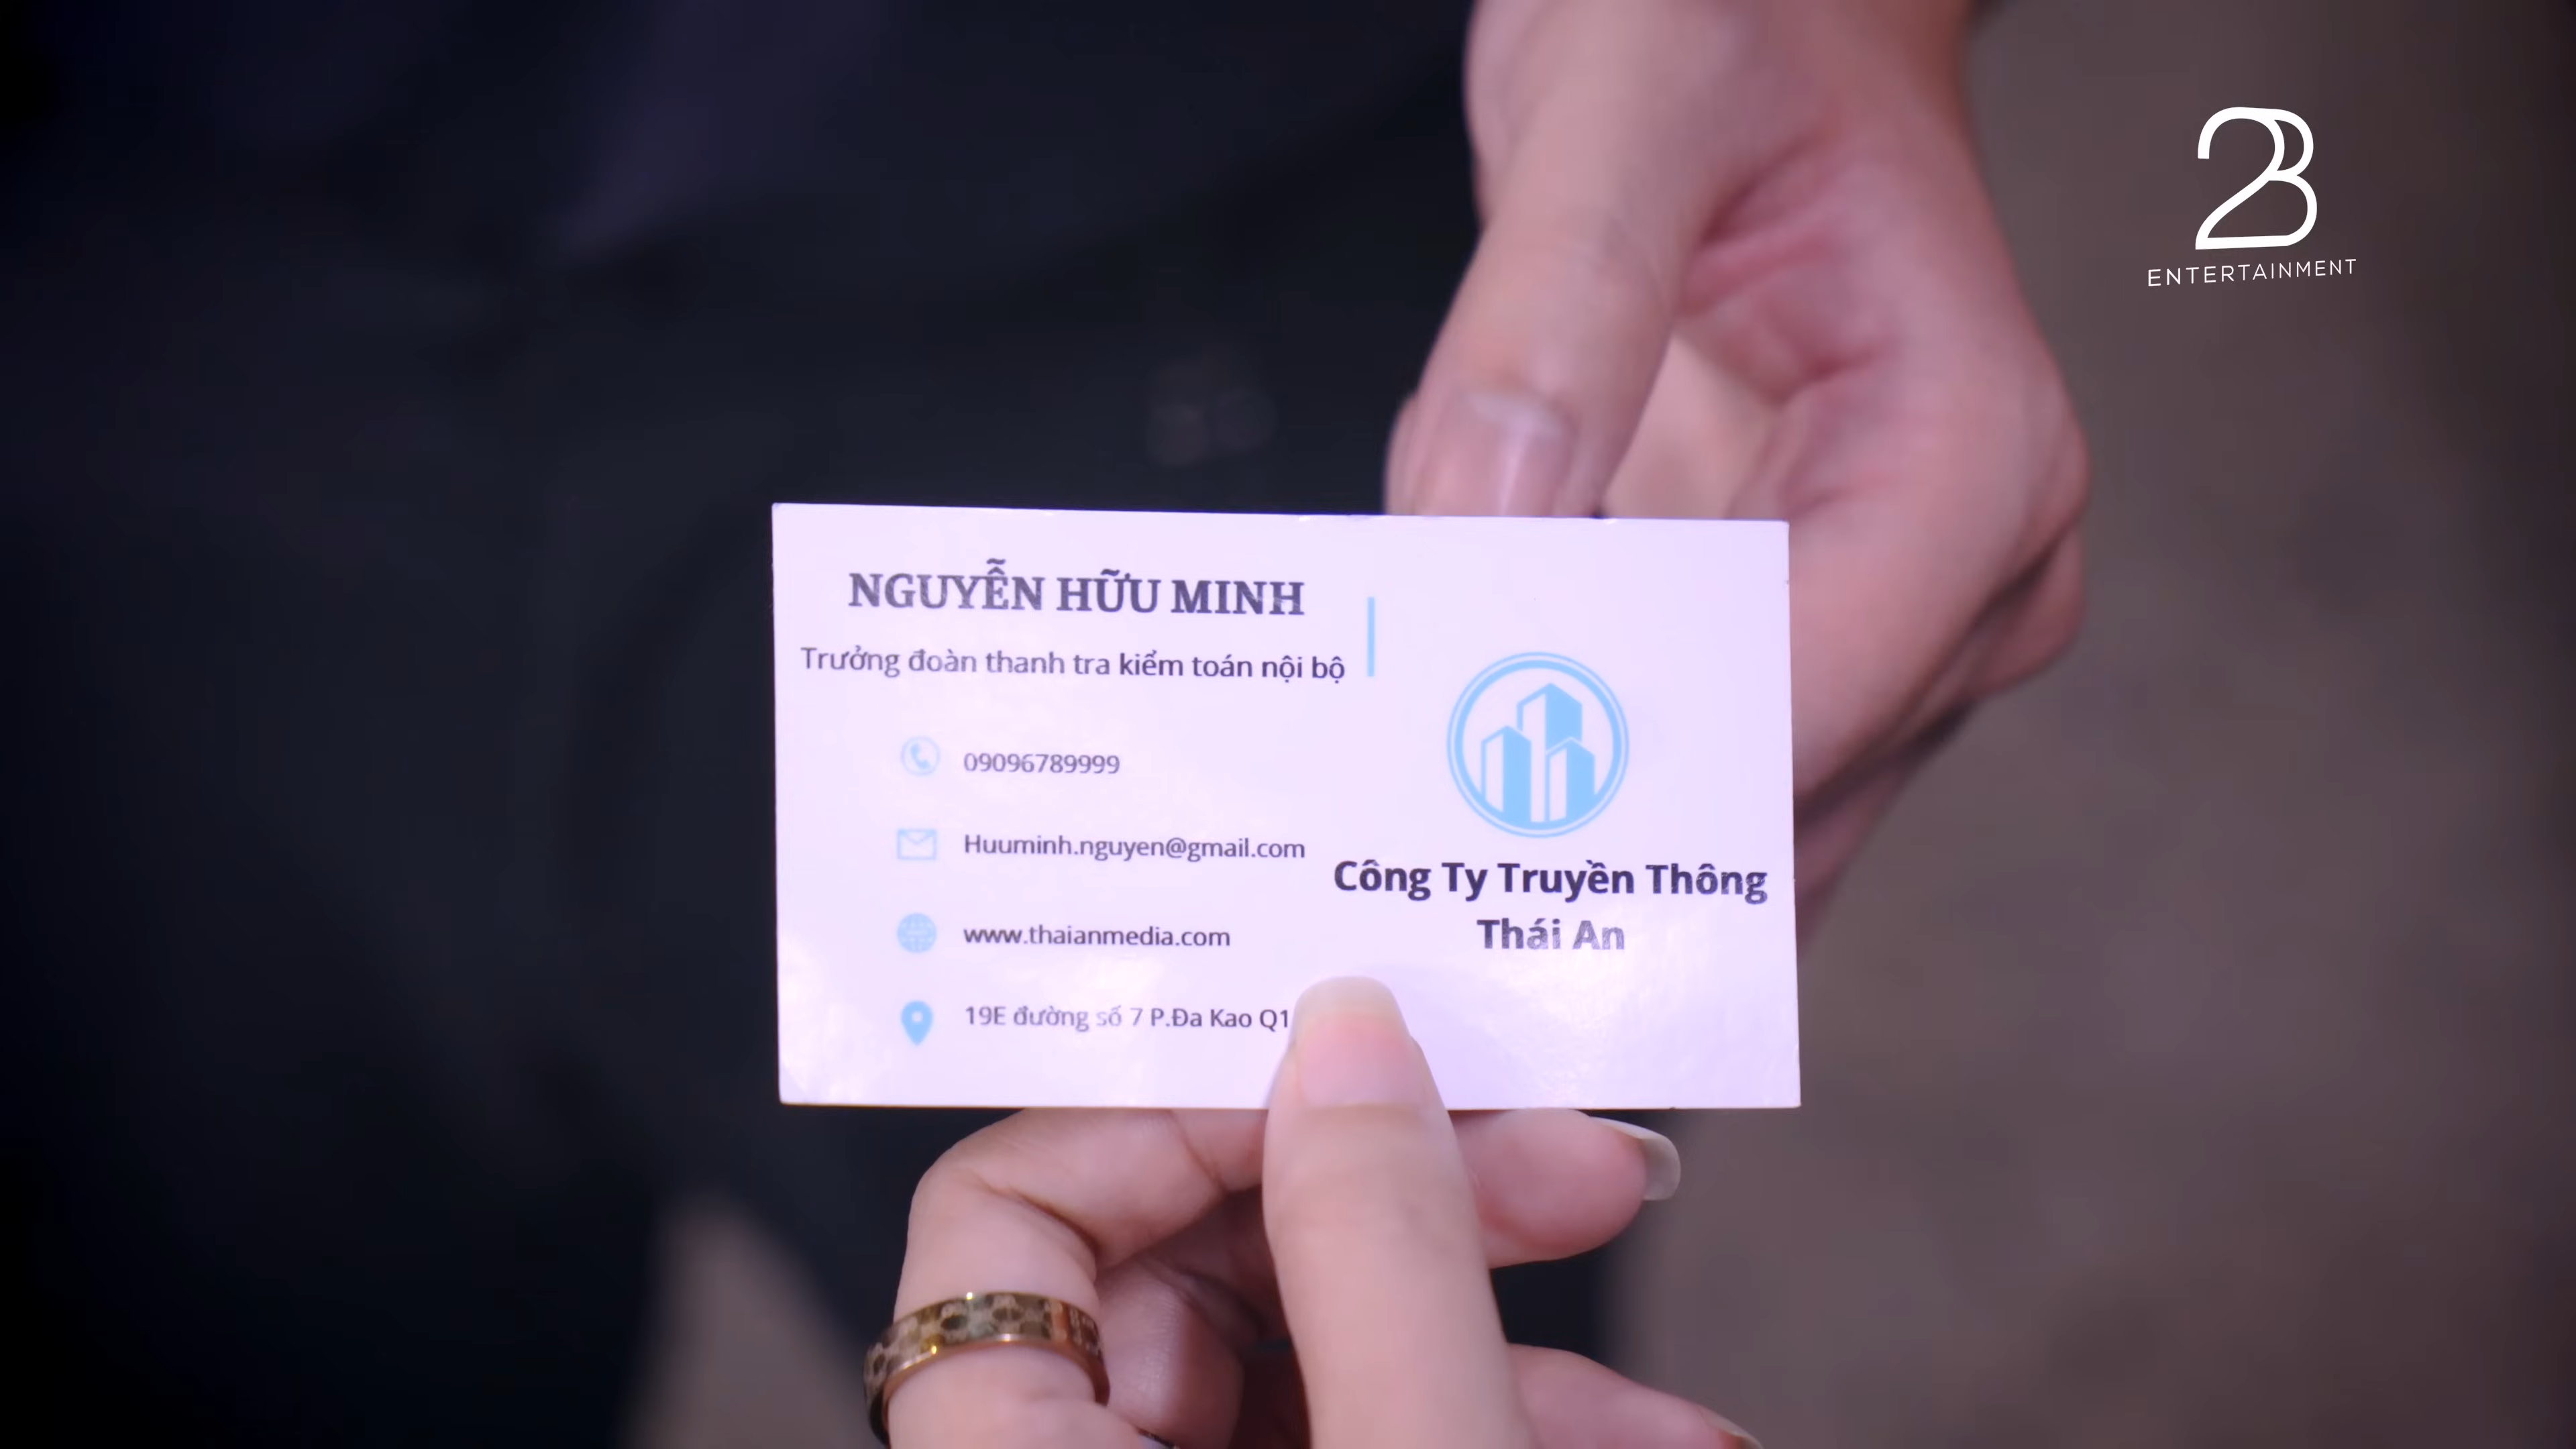 NGUYỄN HỮU MINH
Trưởng đoàn thanh tra kiểm toán nội bộ
09096789999
Huuminh.nguyen@gmail.com
www.thaianmedia.com
19E đường số 7 P.Đa Kao Q1
Công Ty Truyền Thông
Thái An
2B
ENTERTAINMENT